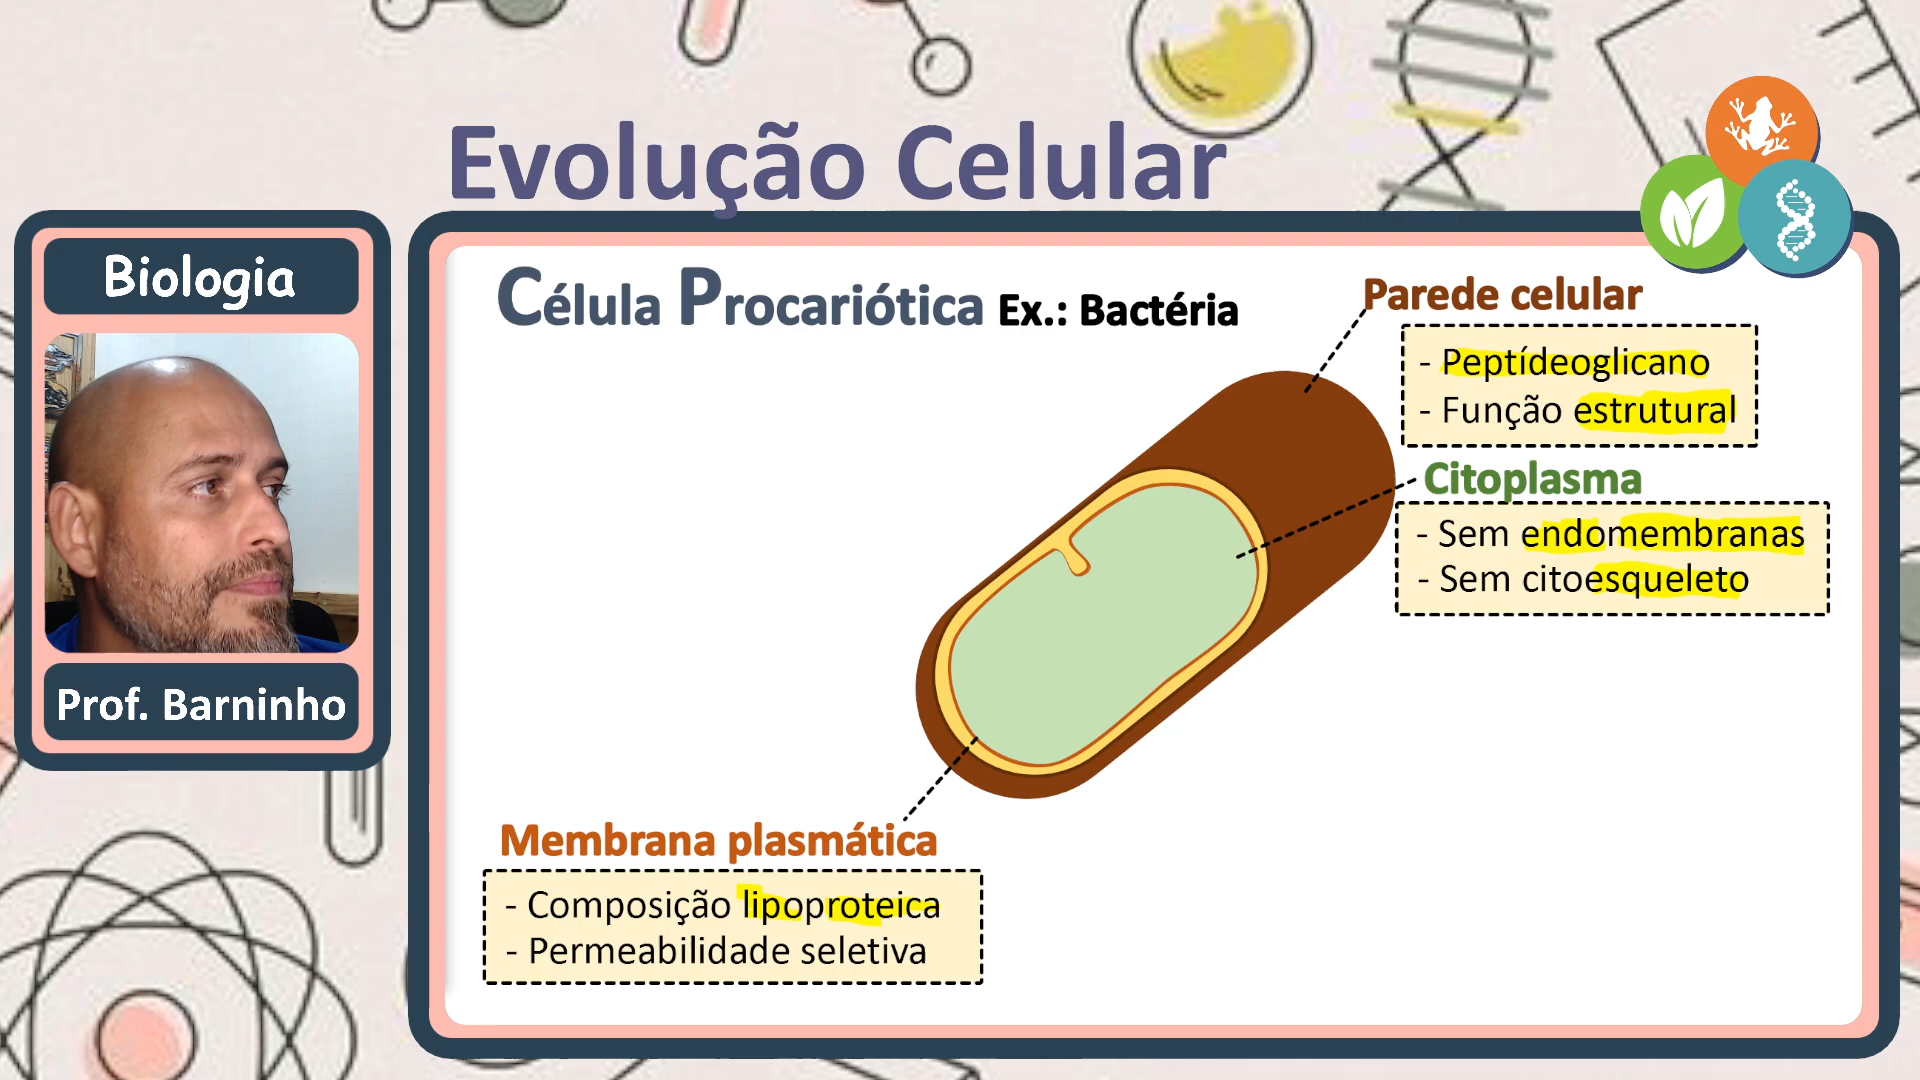 Evolução Celular
Biologia
Prof. Barninho
Célula Procariótica Ex.: Bactéria
Parede celular
- Peptídeoglicano
- Função estrutural
Citoplasma
- Sem endomembranas
- Sem citoesqueleto
Membrana plasmática
- Composição lipoproteica
- Permeabilidade seletiva